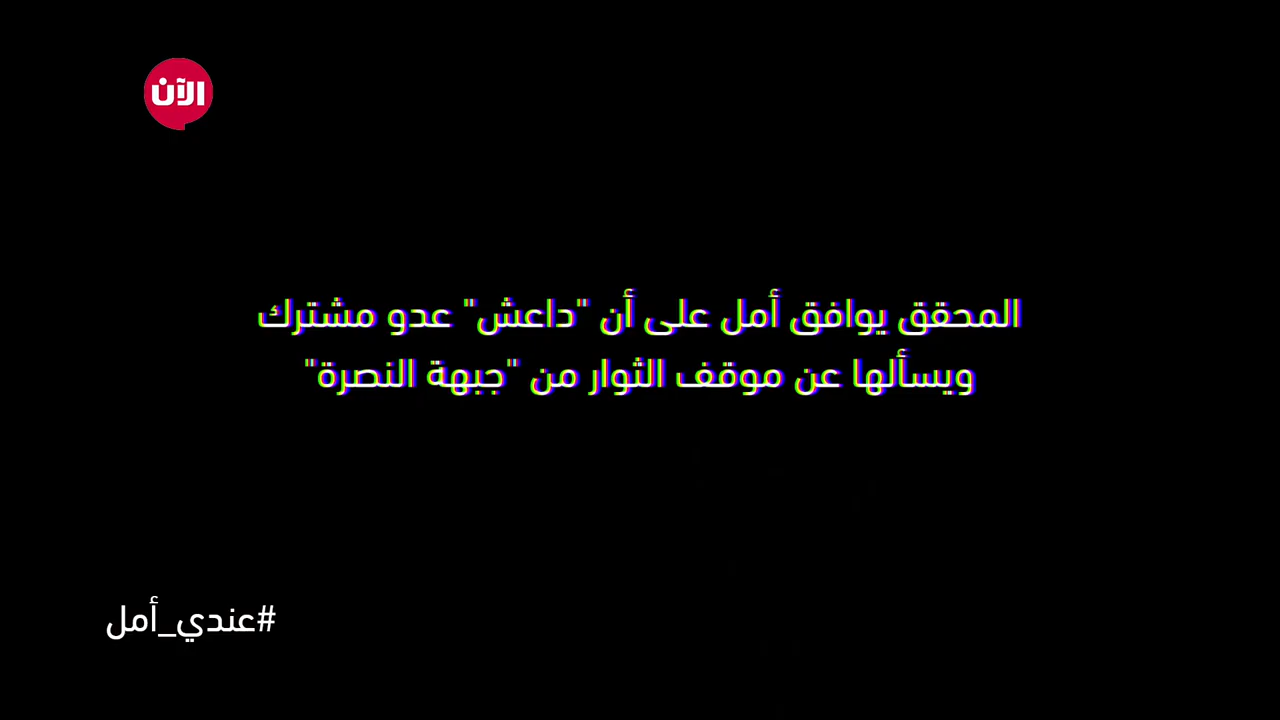 الآن
المحقق يوافق أمل على أن "داعش" عدو مشترك
ويسألها عن موقف الثوار من "جبهة النصرة"
#عندي_أمل